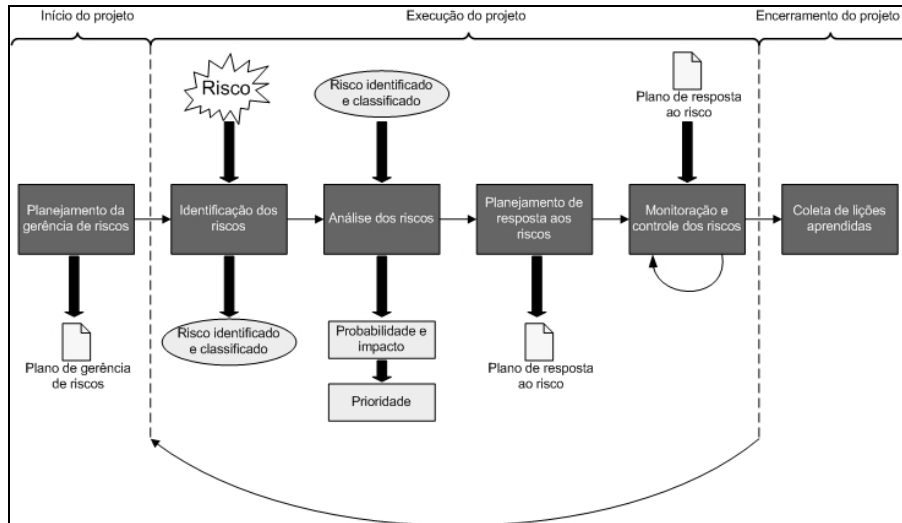 Início do projeto
Execução do projeto
Encerramento do projeto
Risco
Risco identificado
e classificado
Plano de resposta
ao risco
Planejamento da
gerência de riscos
Identificação dos
riscos
Análise dos riscos
Planejamento de
resposta aos
riscos
Monitoração e
controle dos riscos
Coleta de lições
aprendidas
Plano de gerência
de riscos
Risco identificado
e classificado
Probabilidade e
impacto
Prioridade
Plano de resposta
ao risco